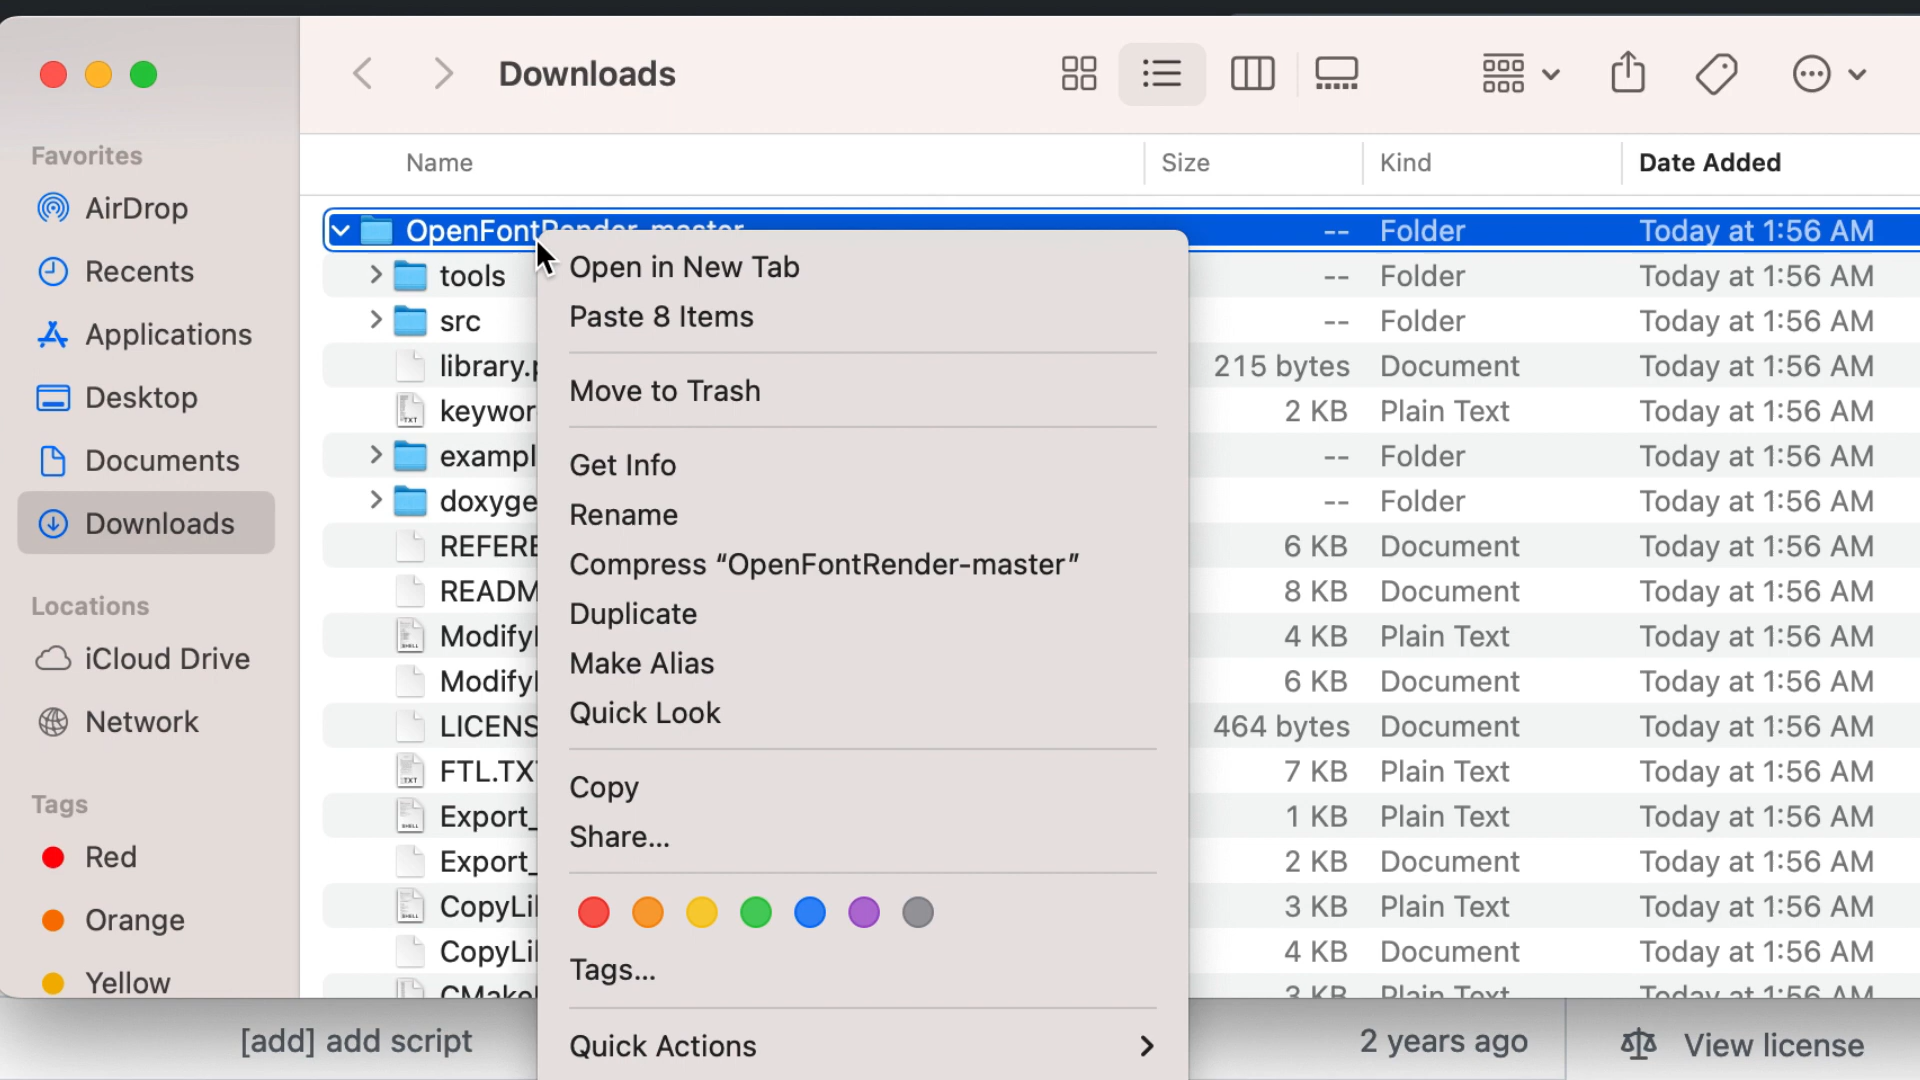 Downloads
Favorites
AirDrop
Recents
Applications
Desktop
Documents
Downloads
Locations
iCloud Drive
Network
Tags
Red
Orange
Yellow
Name Size Kind Date Added
-- Folder Today at 1:56 AM
tools -- Folder Today at 1:56 AM
src -- Folder Today at 1:56 AM
library. 215 bytes Document Today at 1:56 AM
keywor 2 KB Plain Text Today at 1:56 AM
exampl -- Folder Today at 1:56 AM
doxyge -- Folder Today at 1:56 AM
REFERE 6 KB Document Today at 1:56 AM
READM 8 KB Document Today at 1:56 AM
Modify 4 KB Plain Text Today at 1:56 AM
Modify 6 KB Document Today at 1:56 AM
LICENS 464 bytes Document Today at 1:56 AM
FTL.TX 7 KB Plain Text Today at 1:56 AM
Export_ 1 KB Plain Text Today at 1:56 AM
Export_ 2 KB Document Today at 1:56 AM
CopyLi 3 KB Plain Text Today at 1:56 AM
CopyLi 4 KB Document Today at 1:56 AM
CMake 3 KB Plain Text Today at 1:56 AM
Open in New Tab
Paste 8 Items
Move to Trash
Get Info
Rename
Compress “OpenFontRender-master”
Duplicate
Make Alias
Quick Look
Copy
Share...
Tags...
Quick Actions
[add] add script 2 years ago View license